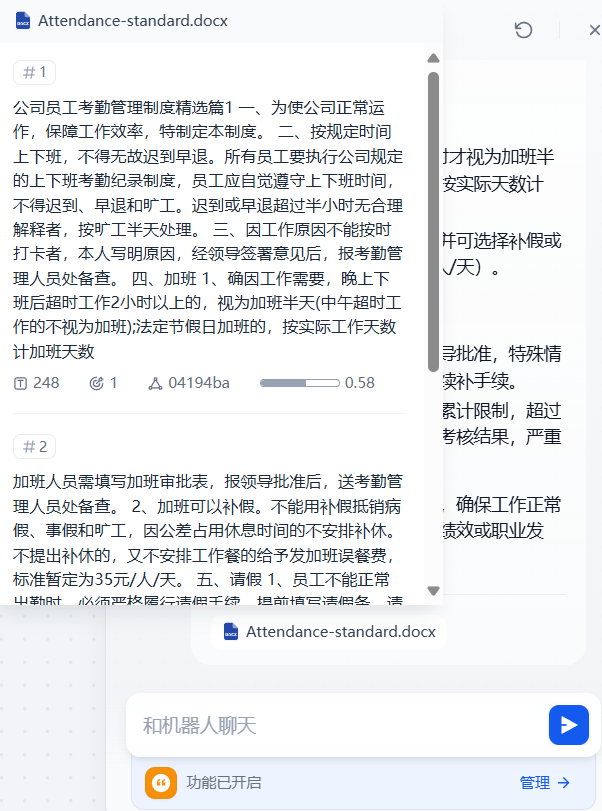 Attendance-standard.docx
# 1
公司员工考勤管理制度精选篇1 一、为使公司正常运
作，保障工作效率，特制定本制度。 二、按规定时间
上下班，不得无故迟到早退。所有员工要执行公司规定
的上下班考勤纪录制度，员工应自觉遵守上下班时间，
不得迟到、早退和旷工。迟到或早退超过半小时无合理
解释者，按旷工半天处理。 三、因工作原因不能按时
打卡者，本人写明原因，经领导签署意见后，报考勤管
理人员处备查。 四、加班 1、确因工作需要，晚上下
班后超时工作2小时以上的，视为加班半天(中午超时工
作的不视为加班);法定节假日加班的，按实际工作天数
计加班天数
248 1 04194ba 0.58
# 2
加班人员需填写加班审批表，报领导批准后，送考勤管
理人员处备查。 2、加班可以补假。不能用补假抵销病
假、事假和旷工，因公差占用休息时间的不安排补休。
不提出补休的，又不安排工作餐的给予发加班误餐费，
标准暂定为35元/人/天。 五、请假 1、员工不能正常
出勤时，必须严格履行请假手续，提前填写请假条，请
才视为加班半
按实际天数计
并可选择补假或
人/天）。
导批准，特殊情
续补手续。
累计限制，超过
考核结果，严重
，确保工作正常
绩效或职业发
Attendance-standard.docx
和机器人聊天
功能已开启
管理 →